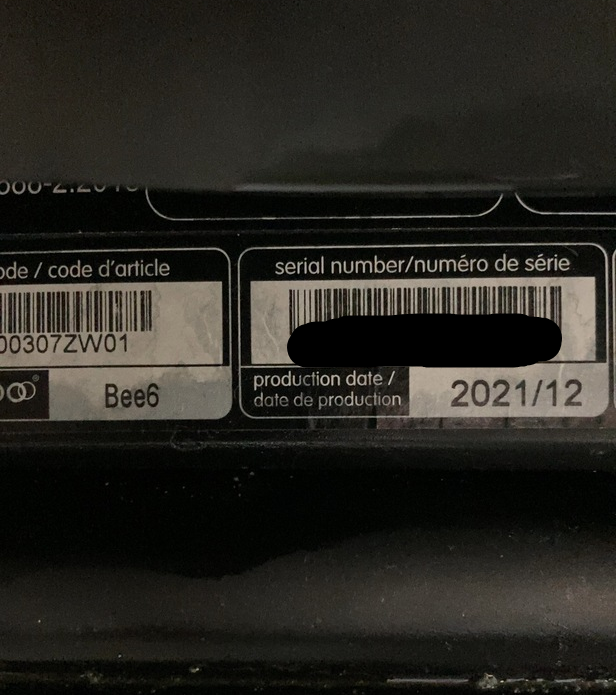 ode / code d'article
00307ZW01
Bee6
serial number/numéro de série
production date /
date de production
2021/12